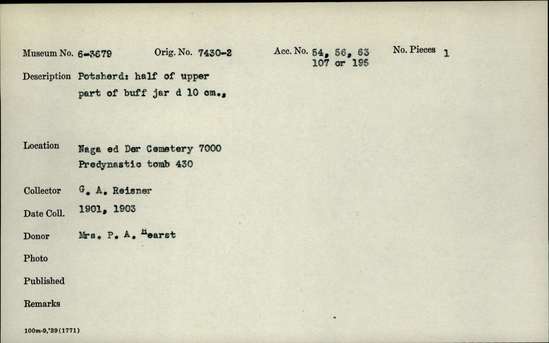 Museum No. 6-3679 Orig. No. 7430-2 Acc. No. 54, 56, 63 No. Pieces 1
107 or 195
Description Potsherd: half of upper
part of buff jar d 10 cm.,
Location Naga ed Der Cemetery 7000
Predynastic tomb 430
Collector G. A. Reisner
Date Coll. 1901, 1903
Donor Mrs. P. A. Hearst
Photo
Published
Remarks
100m-9,'39(1771)